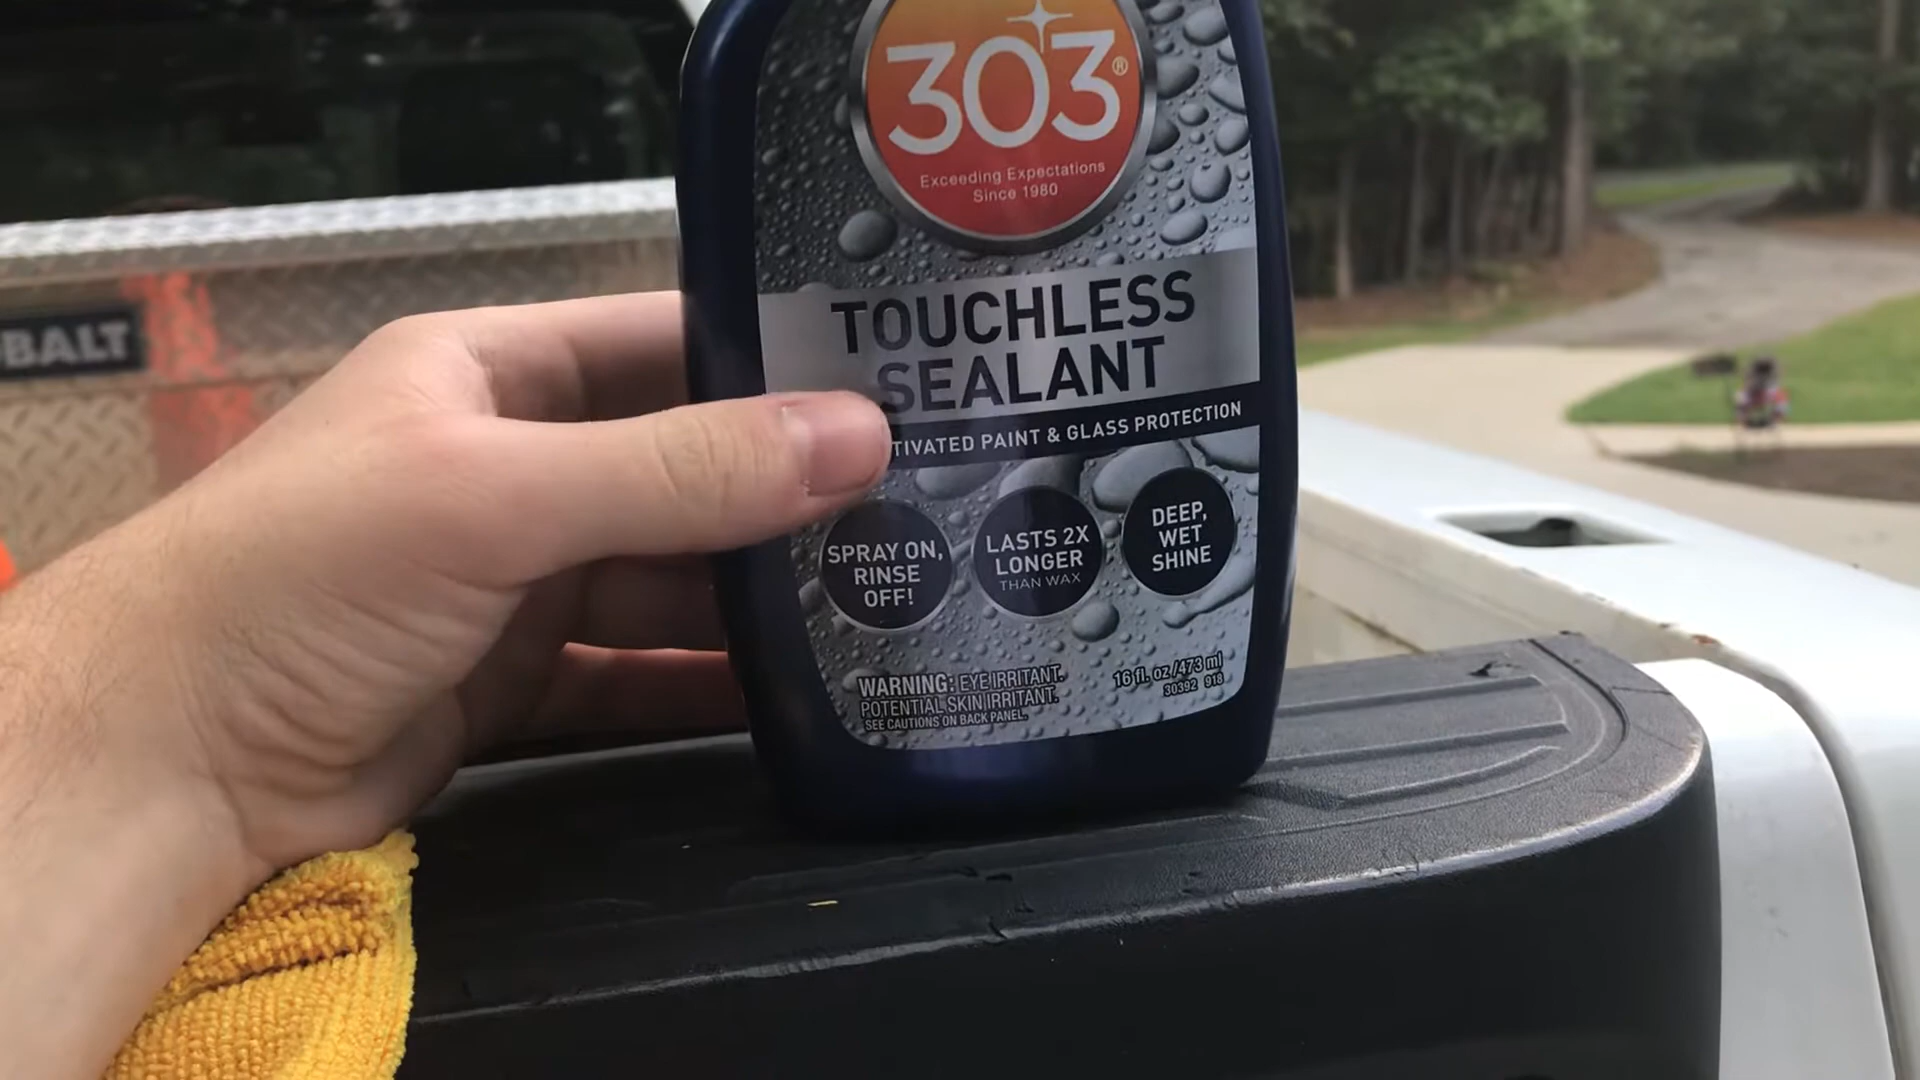 303®
Exceeding Expectations
Since 1980
TOUCHLESS
SEALANT
TIVATED PAINT & GLASS PROTECTION
SPRAY ON,
RINSE
OFF!
LASTS 2X
LONGER
THAN WAX
DEEP,
WET
SHINE
WARNING: EYE IRRITANT.
POTENTIAL SKIN IRRITANT.
SEE CAUTIONS ON BACK PANEL.
16 fl. oz/473 ml
30392 918
BALT